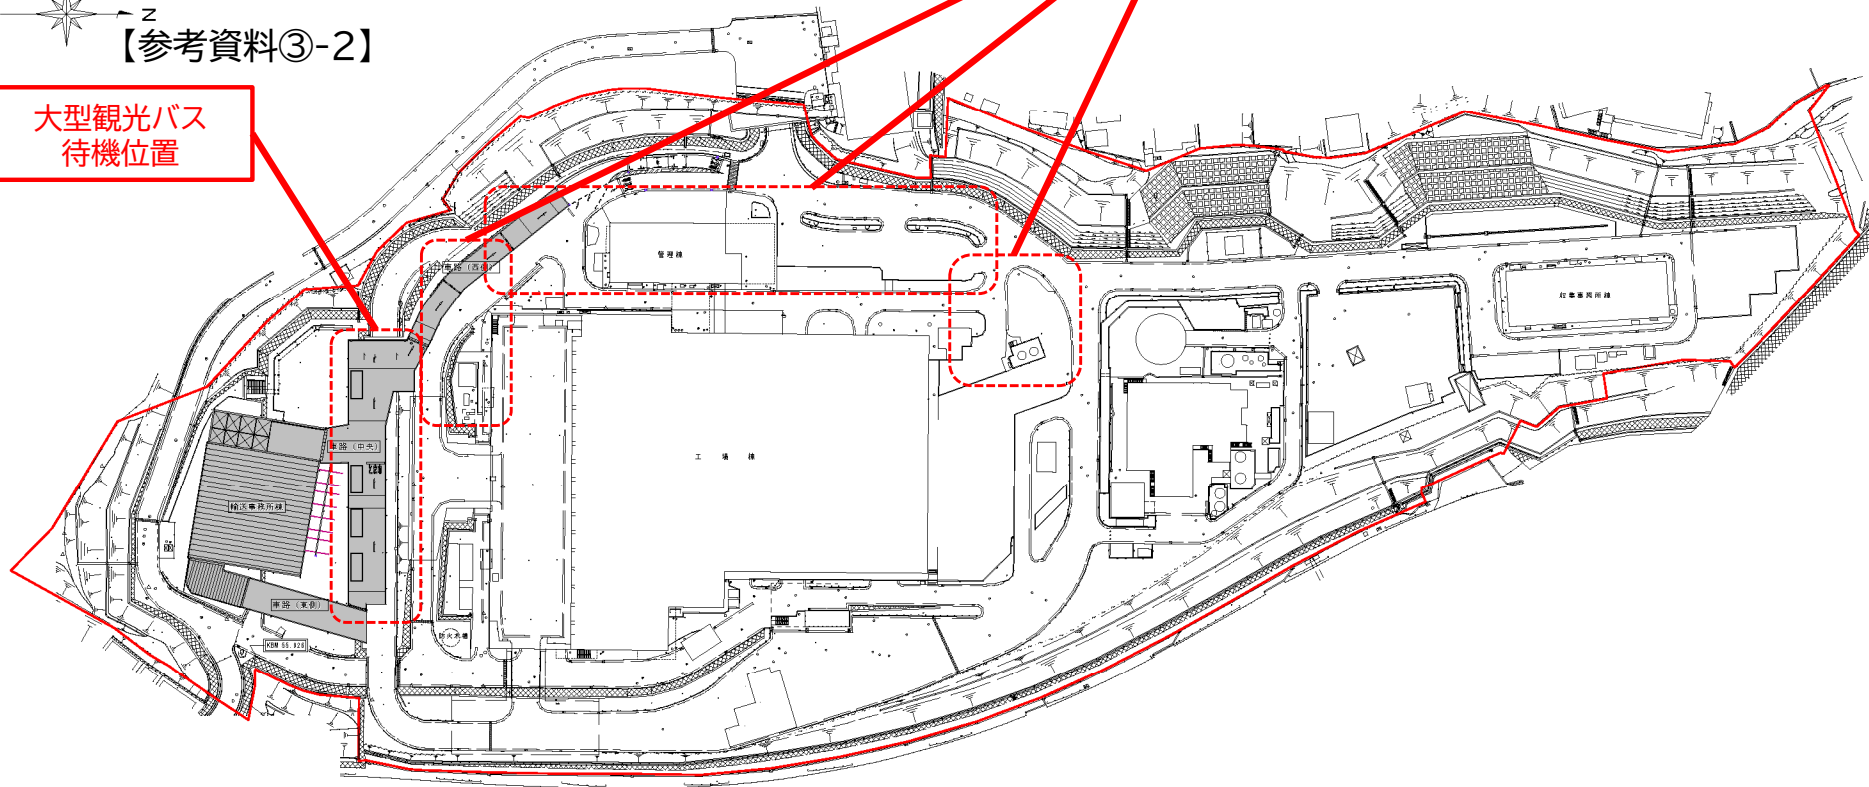 N
【参考資料③-2】
大型観光バス
待機位置
管理棟
車路（西側）
収集事務所棟
工場棟
車路（中央）
輸送事務所棟
車路（東側）
防火水槽